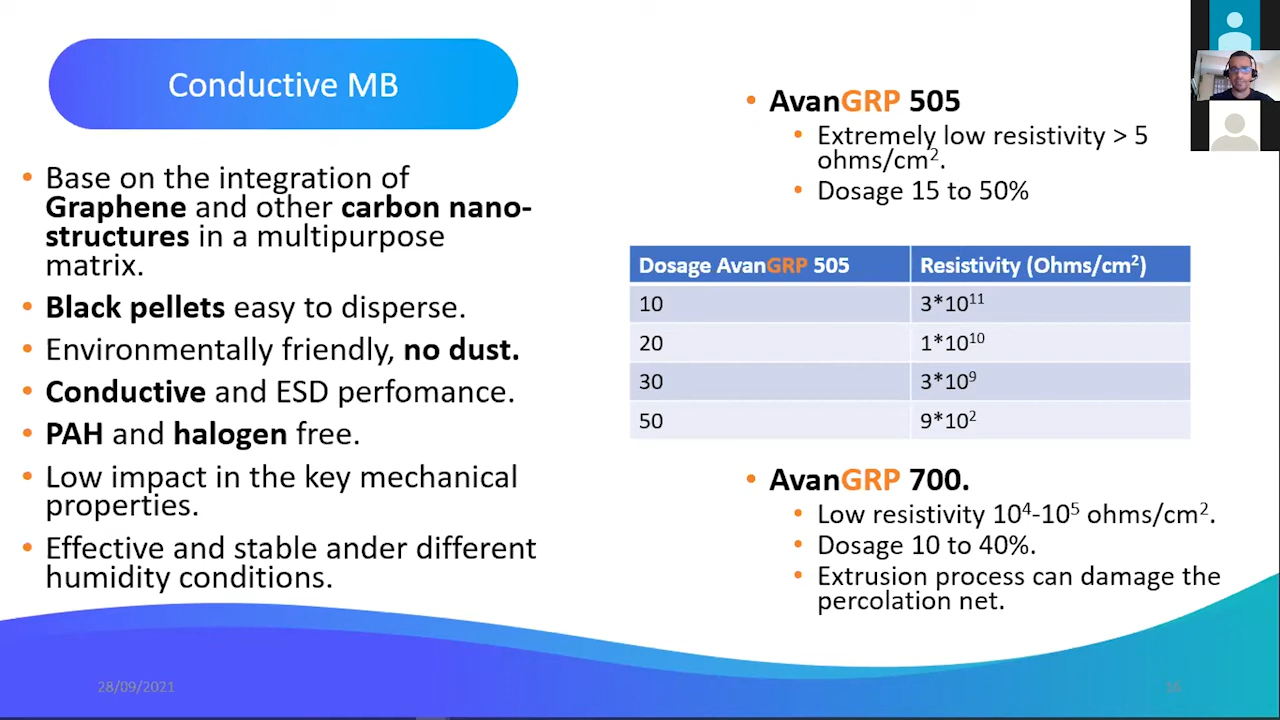 Conductive MB
• Base on the integration of
Graphene and other carbon nano-
structures in a multipurpose
matrix.
• Black pellets easy to disperse.
• Environmentally friendly, no dust.
• Conductive and ESD perfomance.
• PAH and halogen free.
• Low impact in the key mechanical
properties.
• Effective and stable ander different
humidity conditions.
• AvanGRP 505
• Extremely low resistivity > 5
ohms/cm².
• Dosage 15 to 50%
Dosage AvanGRP 505 Resistivity (Ohms/cm²)
10 3*10¹¹
20 1*10¹⁰
30 3*10⁹
50 9*10²
• AvanGRP 700.
• Low resistivity 10⁴-10⁵ ohms/cm².
• Dosage 10 to 40%.
• Extrusion process can damage the
percolation net.
28/09/2021
16